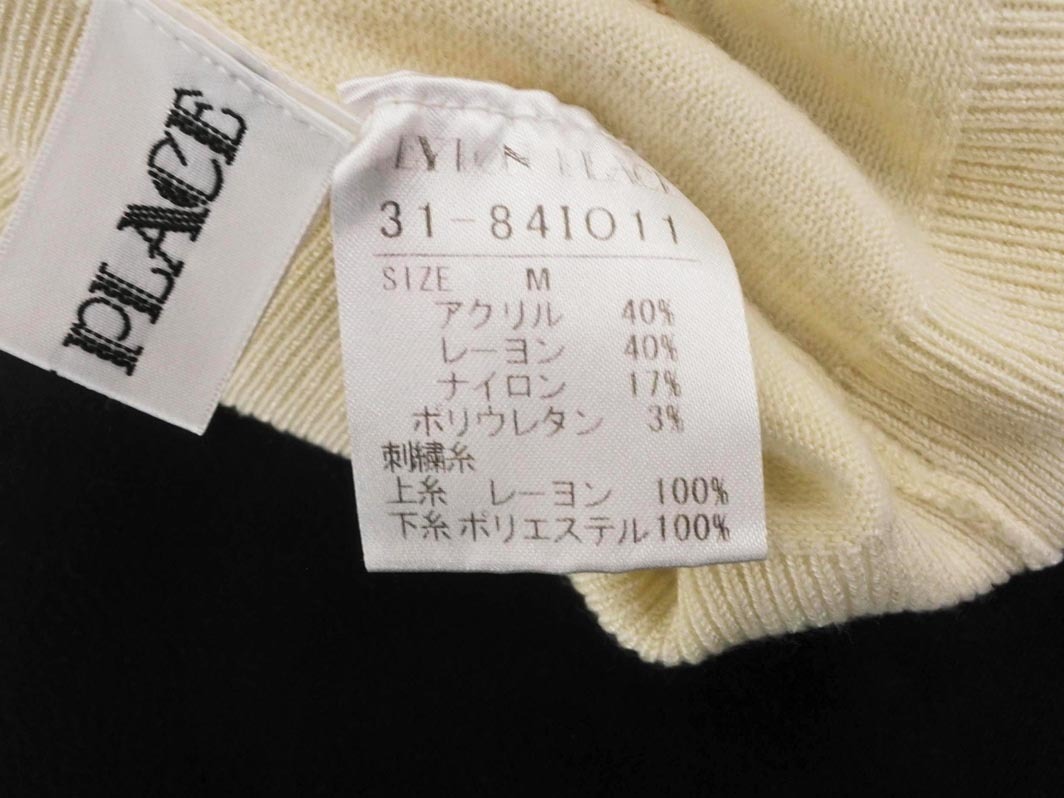 PLACE
PLACE
31-84IO11
SIZE M
アクリル 40%
レーヨン 40%
ナイロン 17%
ポリウレタン 3%
刺繍糸
上糸 レーヨン 100%
下糸 ポリエステル 100%